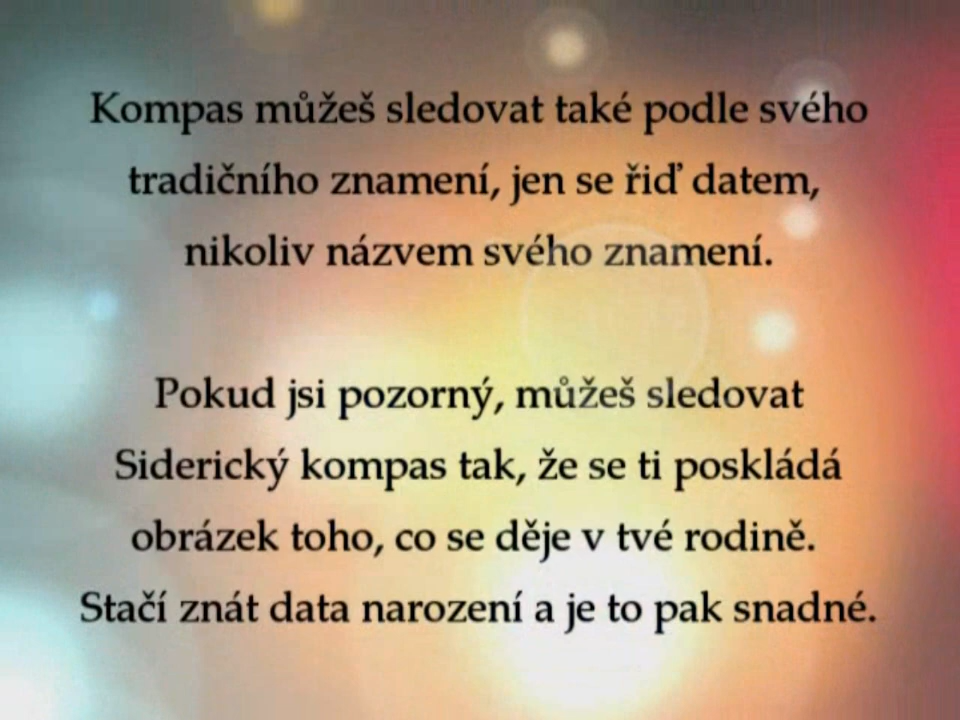 Kompas můžeš sledovat také podle svého
tradičního znamení, jen se řiď datem,
nikoliv názvem svého znamení.
Pokud jsi pozorný, můžeš sledovat
Siderický kompas tak, že se ti poskládá
obrázek toho, co se děje v tvé rodině.
Stačí znát data narození a je to pak snadné.